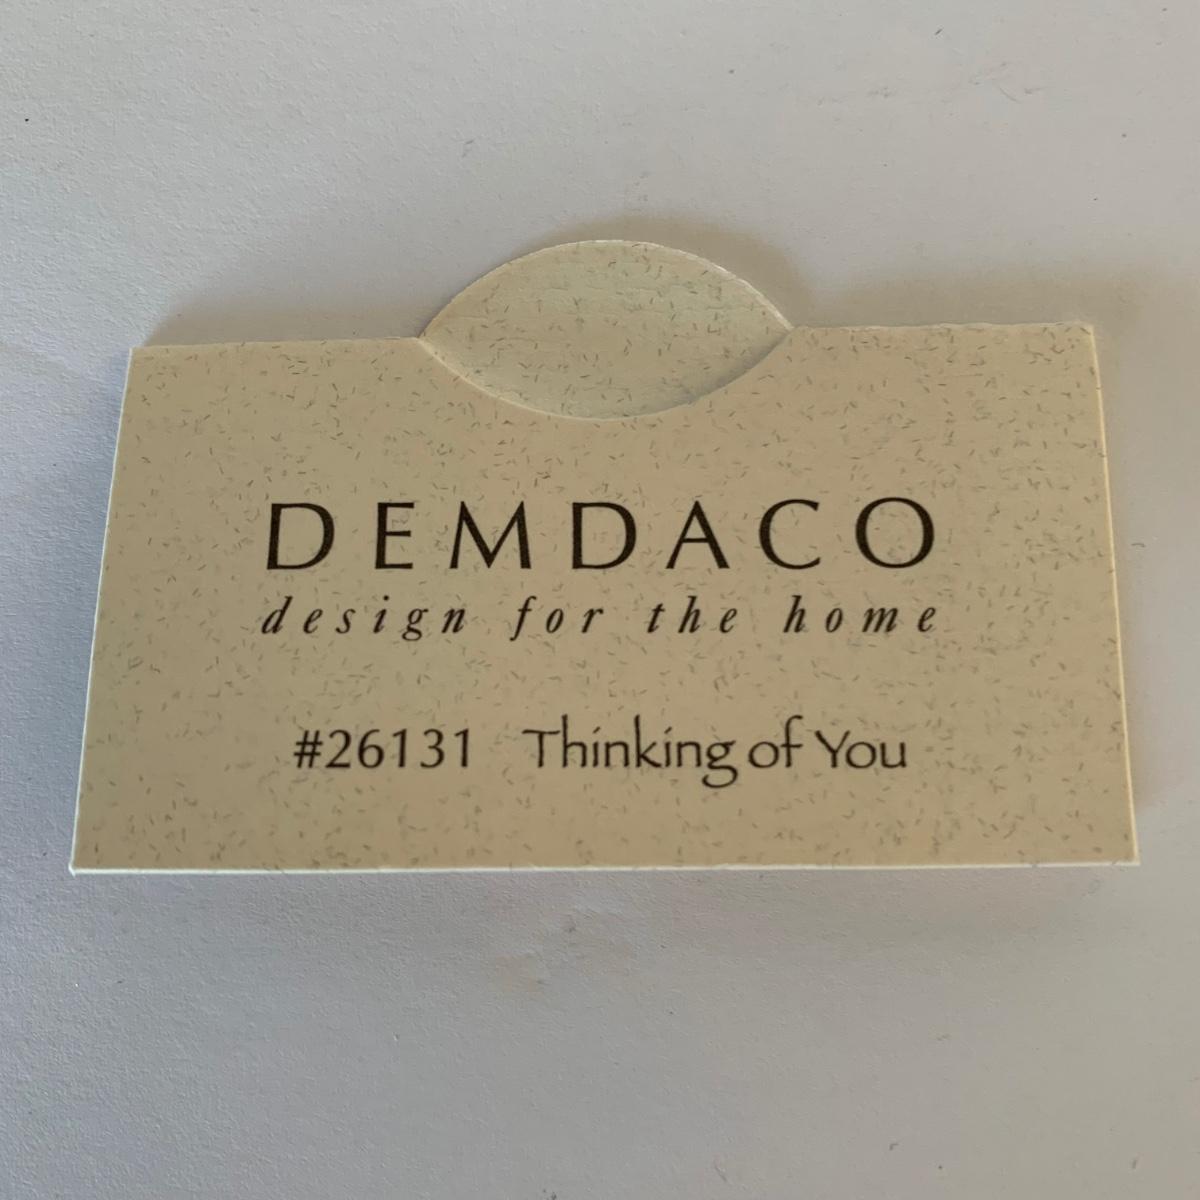 DEMDACO
design for the home
#26131 Thinking of You